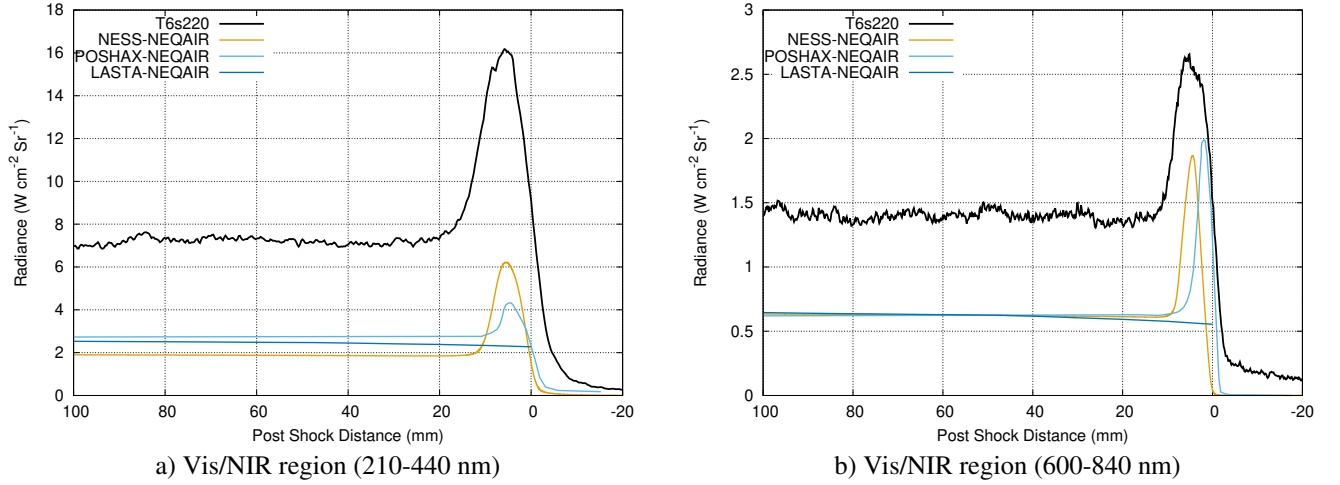 Radiance (W cm-2 Sr-1)
18
16
14
12
10
8
6
4
2
0
T6s220
NESS-NEQAIR
POSHAX-NEQAIR
LASTA-NEQAIR
100 80 60 40 20 0 -20
Post Shock Distance (mm)
a) Vis/NIR region (210-440 nm)
Radiance (W cm-2 Sr-1)
3
2.5
2
1.5
1
0.5
0
T6s220
NESS-NEQAIR
POSHAX-NEQAIR
LASTA-NEQAIR
100 80 60 40 20 0 -20
Post Shock Distance (mm)
b) Vis/NIR region (600-840 nm)